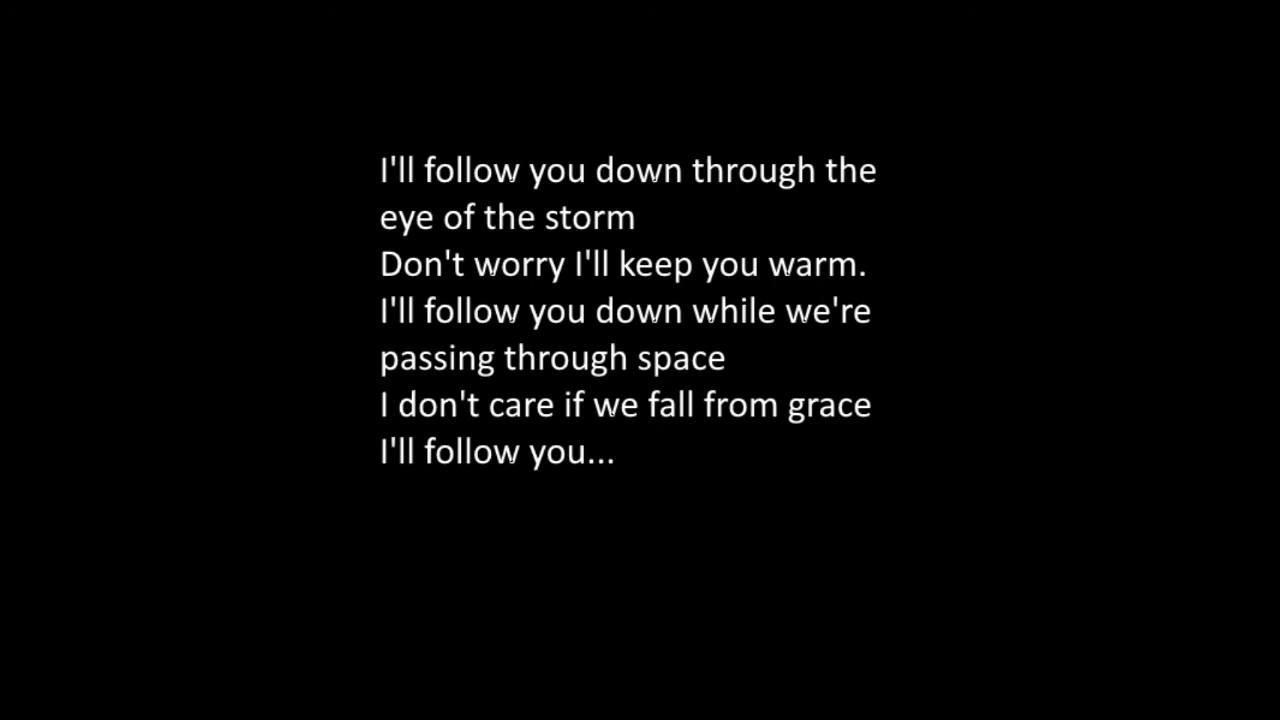 I'll follow you down through the
eye of the storm
Don't worry I'll keep you warm.
I'll follow you down while we're
passing through space
I don't care if we fall from grace
I'll follow you...